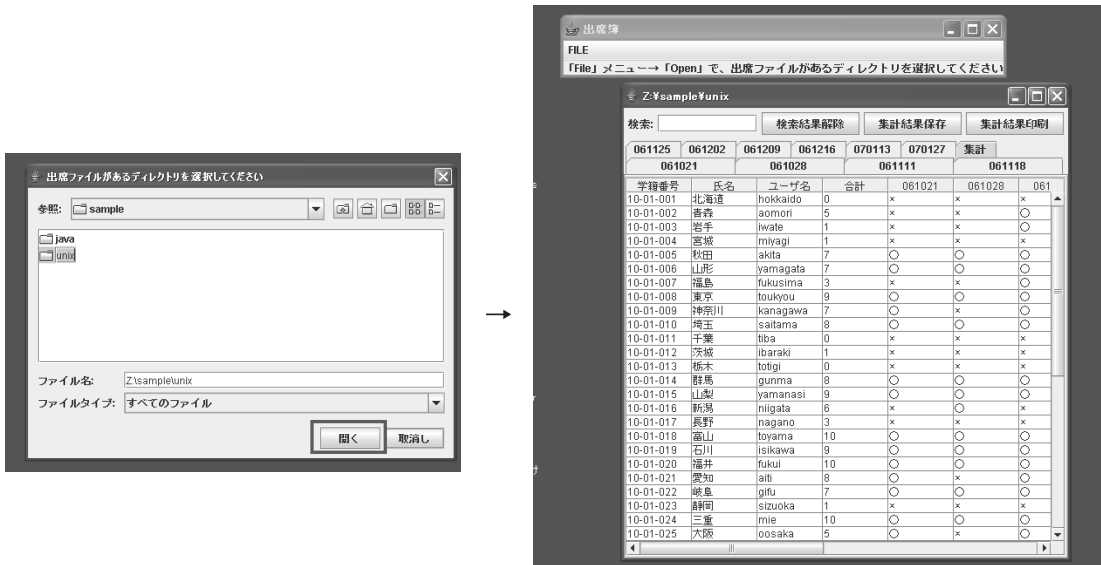 出席ファイルがあるディレクトリを選択してください
参照: sample
java
unix
ファイル名: Z:\sample\unix
ファイルタイプ: すべてのファイル
開く 取消し
→
出席簿
FILE
「File」メニュー→「Open」で、出席ファイルがあるディレクトリを選択してください
Z:¥sample¥unix
検索: 検索結果解除 集計結果保存 集計結果印刷
061125 061202 061209 061216 070113 070127 集計
061021 061028 061111 061118
学籍番号 氏名 ユーザ名 合計 061021 061028 061
10-01-001 北海道 hokkaido 0 × × ×
10-01-002 青森 aomori 5 × × ○
10-01-003 岩手 iwate 1 × × ○
10-01-004 宮城 miyagi 1 × × ×
10-01-005 秋田 akita 7 ○ ○ ○
10-01-006 山形 yamagata 7 ○ ○ ○
10-01-007 福島 fukusima 3 × × ○
10-01-008 東京 toukyou 9 ○ ○ ○
10-01-009 神奈川 kanagawa 7 ○ × ○
10-01-010 埼玉 saitama 8 ○ ○ ○
10-01-011 千葉 tiba 0 × × ×
10-01-012 茨城 ibaraki 1 × × ×
10-01-013 栃木 totigi 0 × × ×
10-01-014 群馬 gunma 8 ○ ○ ○
10-01-015 山梨 yamanasi 9 ○ ○ ○
10-01-016 新潟 niigata 6 × ○ ×
10-01-017 長野 nagano 3 × × ×
10-01-018 富山 toyama 10 ○ ○ ○
10-01-019 石川 isikawa 9 ○ ○ ○
10-01-020 福井 fukui 10 ○ ○ ○
10-01-021 愛知 aiti 8 ○ × ○
10-01-022 岐阜 gifu 7 ○ ○ ○
10-01-023 静岡 sizuoka 1 × × ×
10-01-024 三重 mie 10 ○ ○ ○
10-01-025 大阪 oosaka 5 ○ × ○